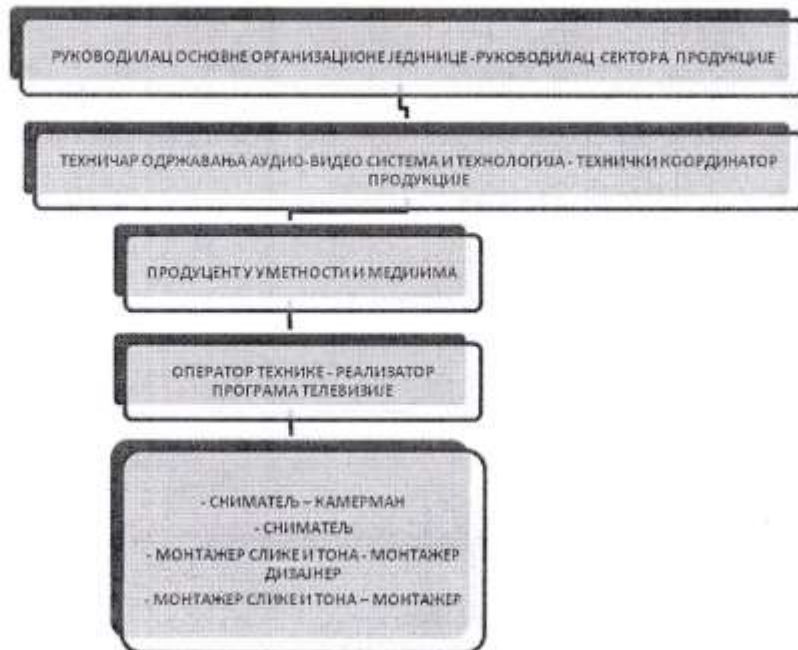 РУКОВОДИЛАЦ ОСНОВНЕ ОРГАНИЗАЦИОНЕ ЈЕДИНИЦЕ-РУКОВОДИЛАЦ СЕКТОРА ПРОДУКЦИЈЕ
ТЕХНИЧАР ОДРЖАВАЊА АУДИО-ВИДЕО СИСТЕМА И ТЕХНОЛОГИЈА - ТЕХНИЧКИ КООРДИНАТОР
ПРОДУКЦИЈЕ
ПРОДУЦЕНТ У УМЕТНОСТИ И МЕДИЈИМА
ОПЕРАТОР ТЕХНИКЕ - РЕАЛИЗАТОР
ПРОГРАМА ТЕЛЕВИЗИЈЕ
- СНИМАТЕЉ – КАМЕРМАН
- СНИМАТЕЉ
- МОНТАЖЕР СЛИКЕ И ТОНА - МОНТАЖЕР
ДИЗАЈНЕР
- МОНТАЖЕР СЛИКЕ И ТОНА – МОНТАЖЕР